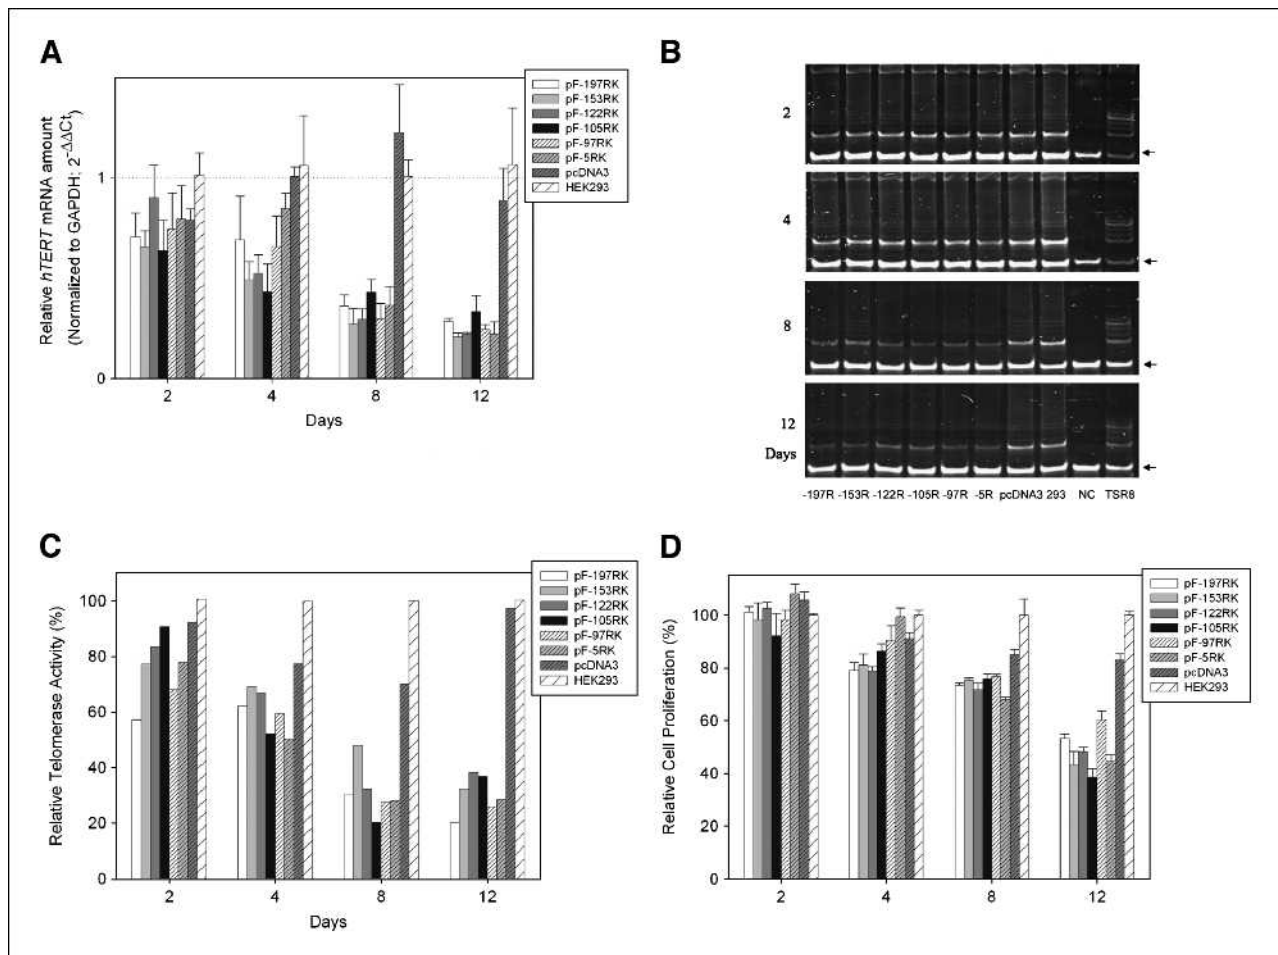 A
Relative hTERT mRNA amount
(Normalized to GAPDH; 2^-ΔΔCt)
1
0
2
4
8
12
Days
pF-197RK
pF-153RK
pF-122RK
pF-105RK
pF-97RK
pF-5RK
pcDNA3
HEK293
B
2
4
8
12
Days
-197R -153R -122R -105R -97R -5R pcDNA3 293 NC TSR8
C
Relative Telomerase Activity (%)
100
80
60
40
20
0
2
4
8
12
Days
pF-197RK
pF-153RK
pF-122RK
pF-105RK
pF-97RK
pF-5RK
pcDNA3
HEK293
D
Relative Cell Proliferation (%)
100
80
60
40
20
0
2
4
8
12
Days
pF-197RK
pF-153RK
pF-122RK
pF-105RK
pF-97RK
pF-5RK
pcDNA3
HEK293